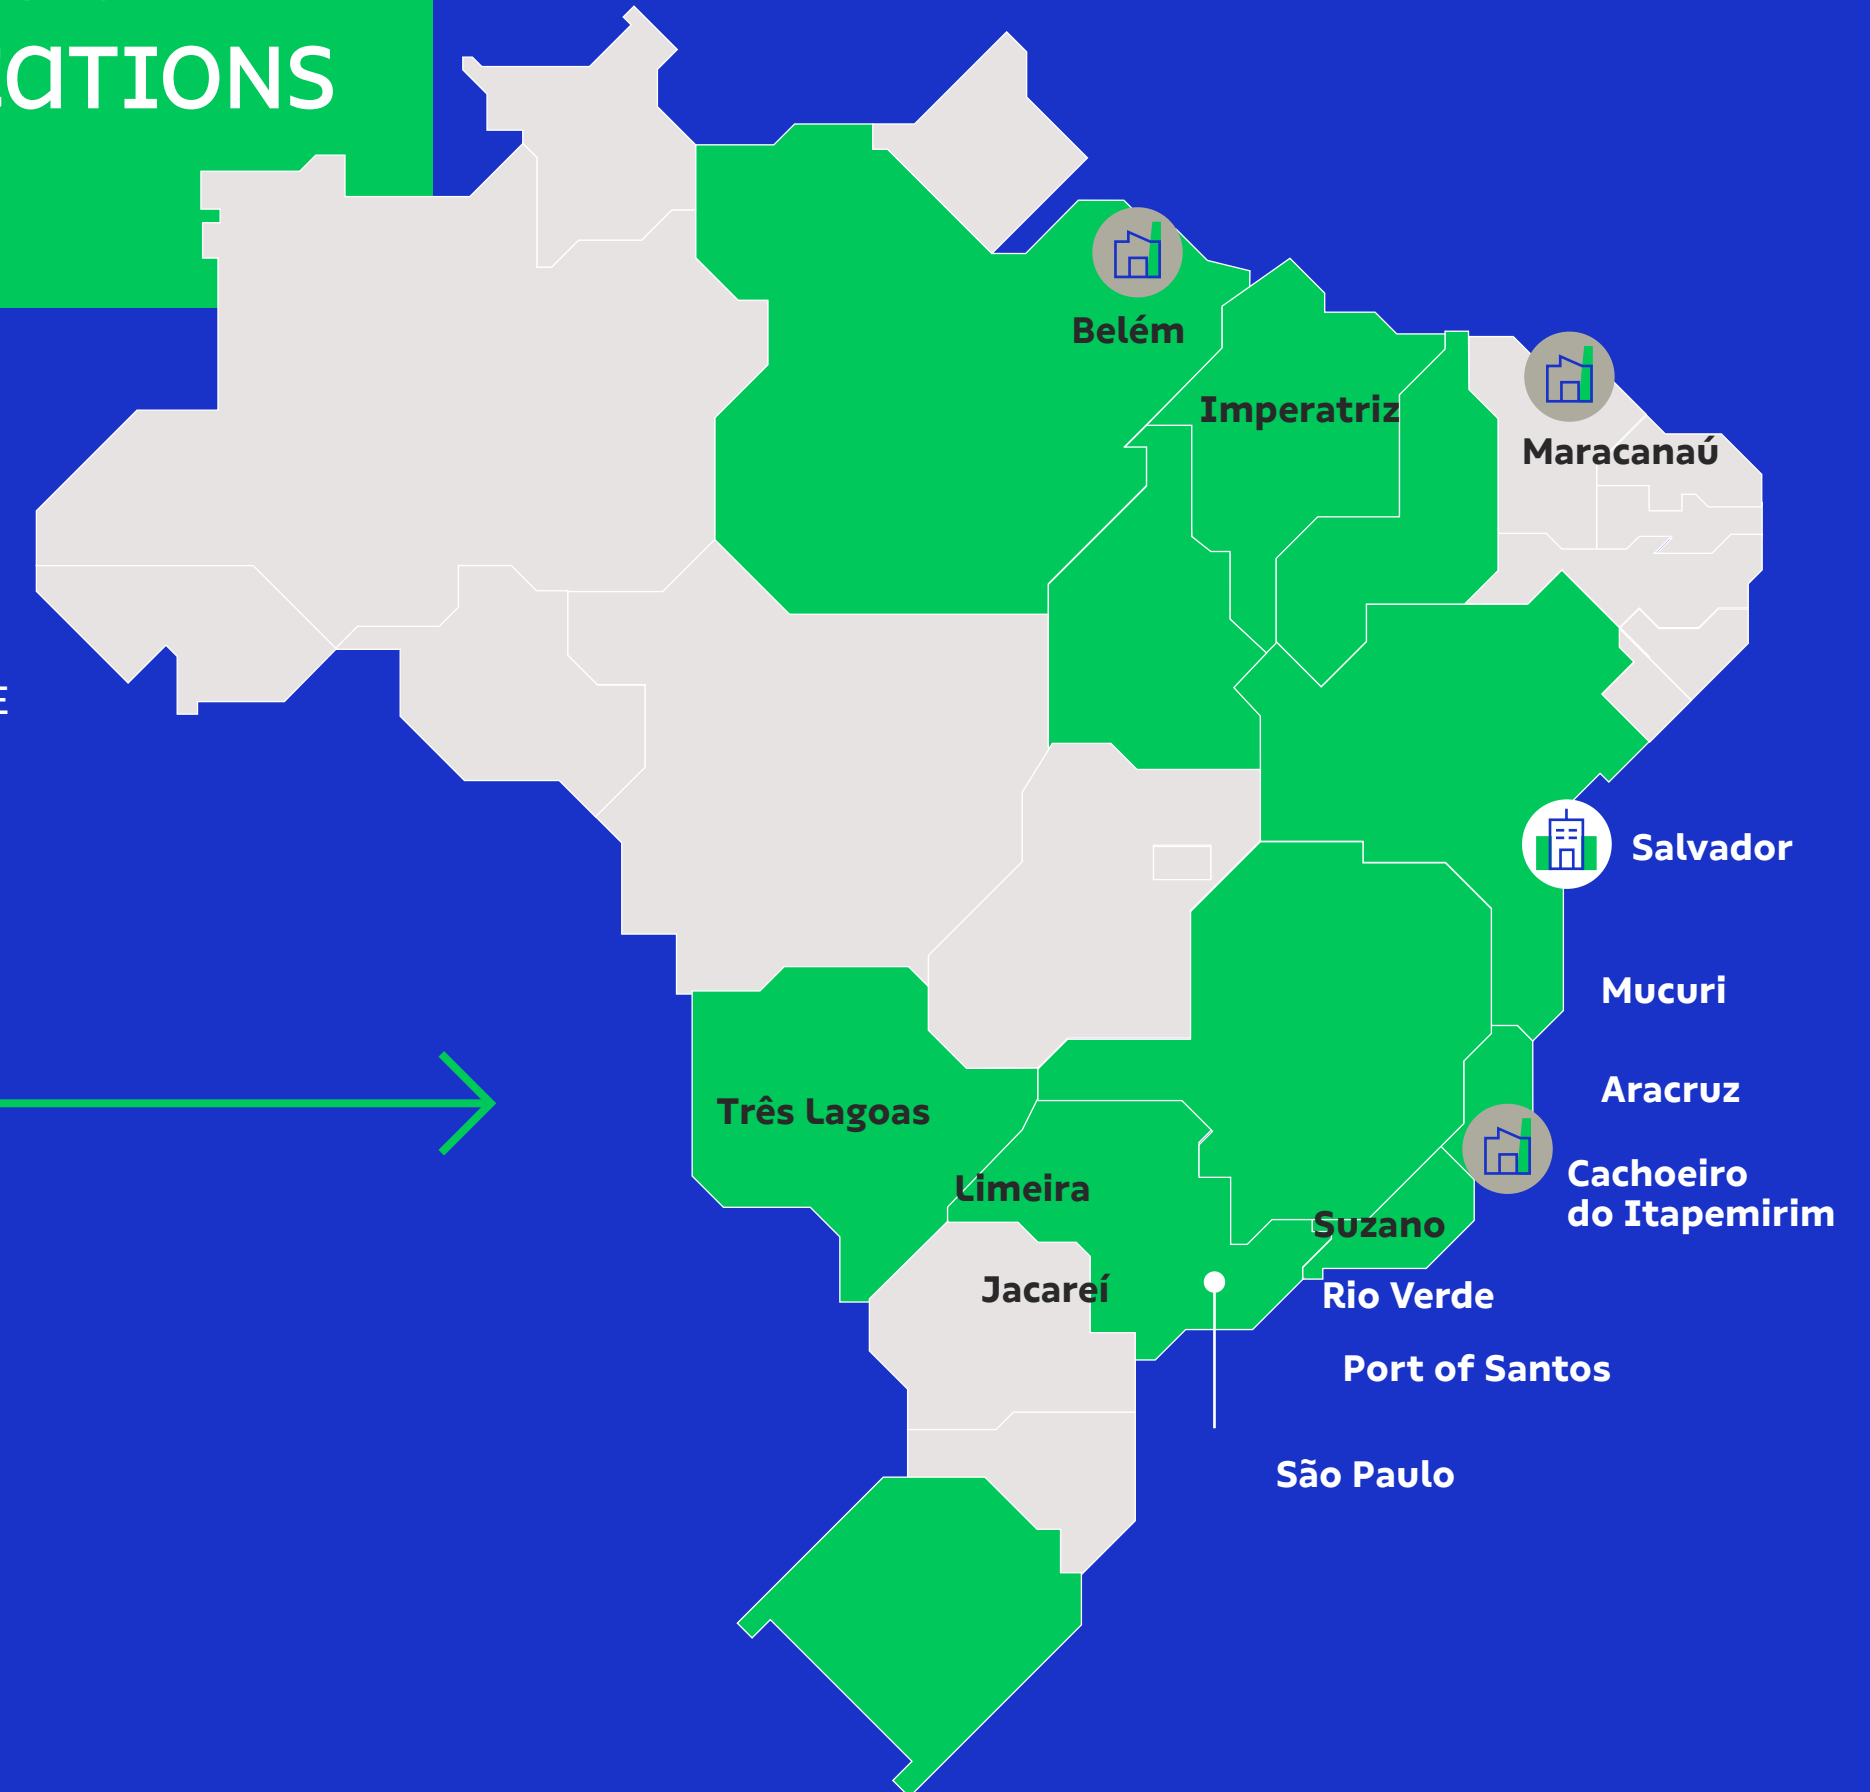 ATIONS
E
Belém
Imperatriz
Maracanaú
Salvador
Mucuri
Aracruz
Três Lagoas
Cachoeiro
do Itapemirim
Limeira
Suzano
Jacareí
Rio Verde
Port of Santos
São Paulo